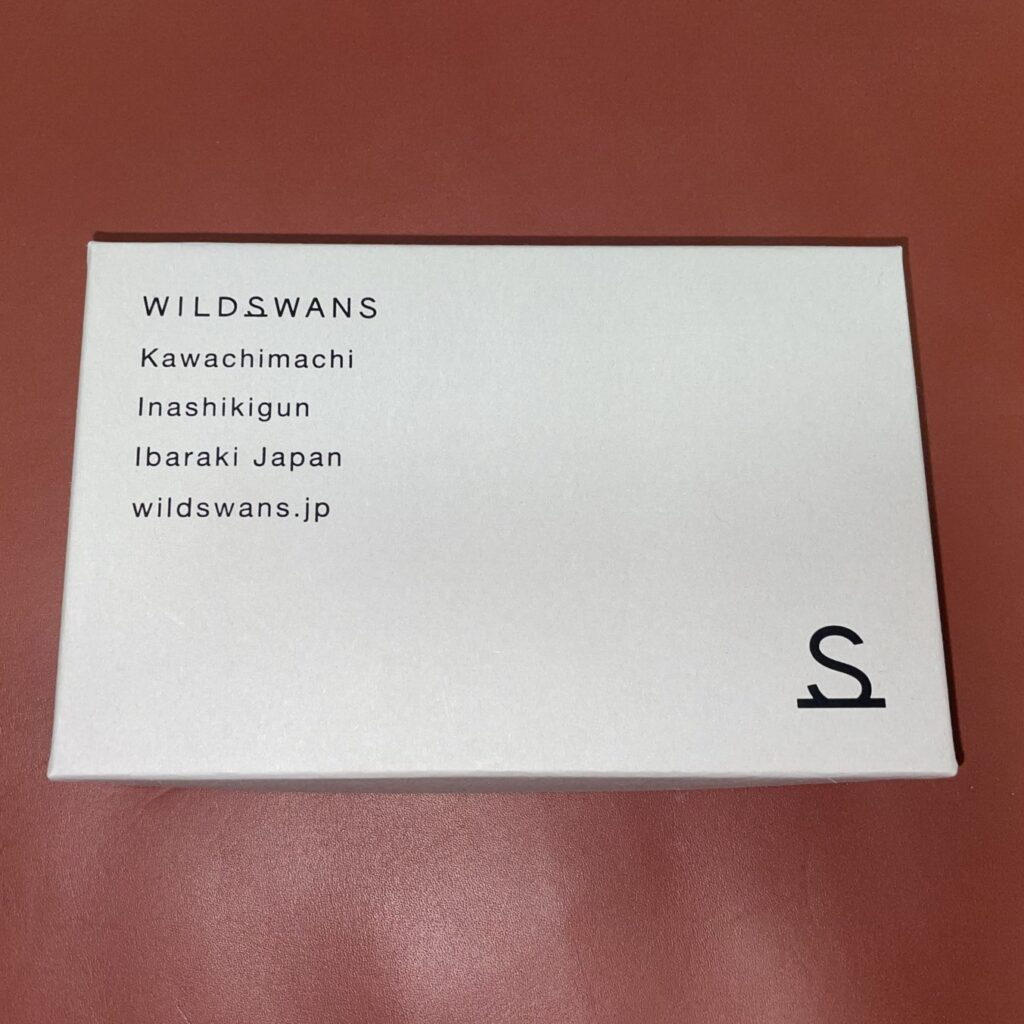 WILDSWANS
Kawachimachi
Inashikigun
Ibaraki Japan
wildswans.jp
S